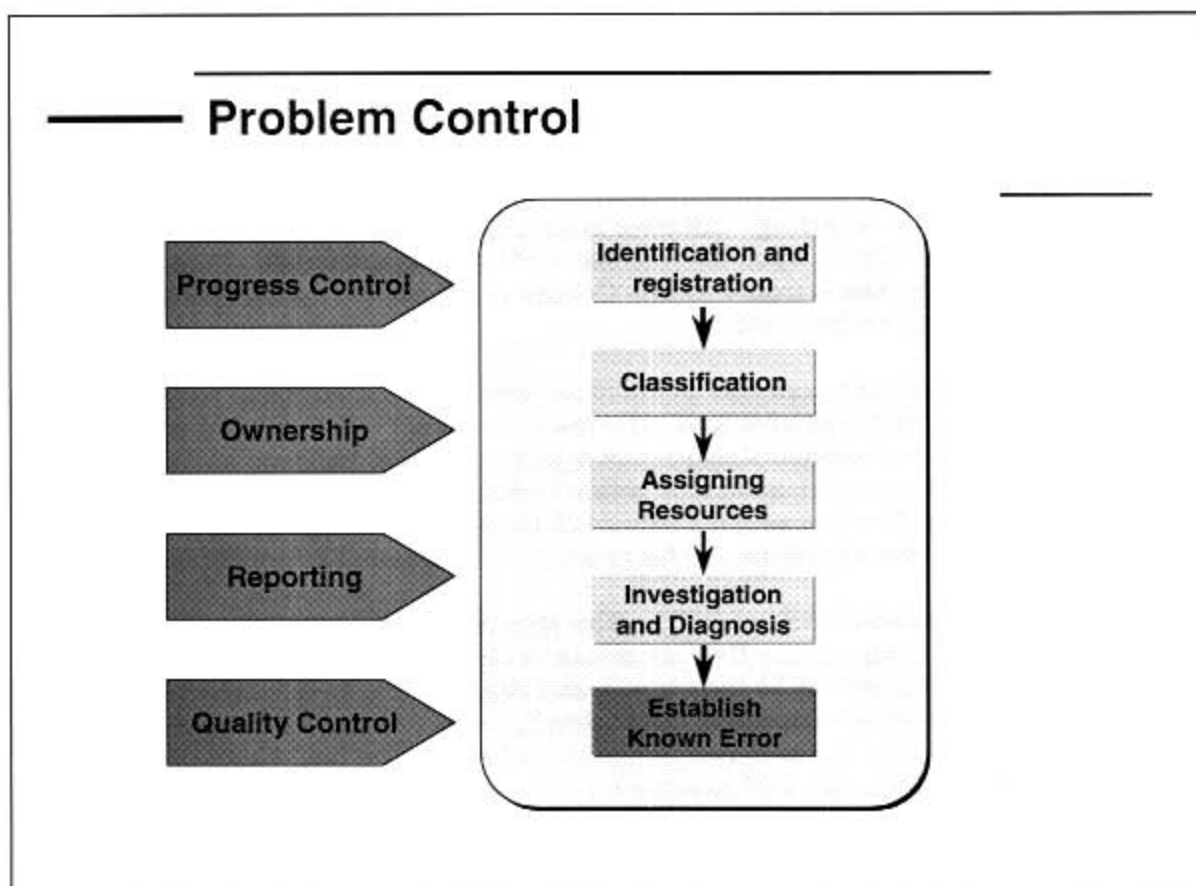 Problem Control
Progress Control
Ownership
Reporting
Quality Control
Identification and
registration
Classification
Assigning
Resources
Investigation
and Diagnosis
Establish
Known Error